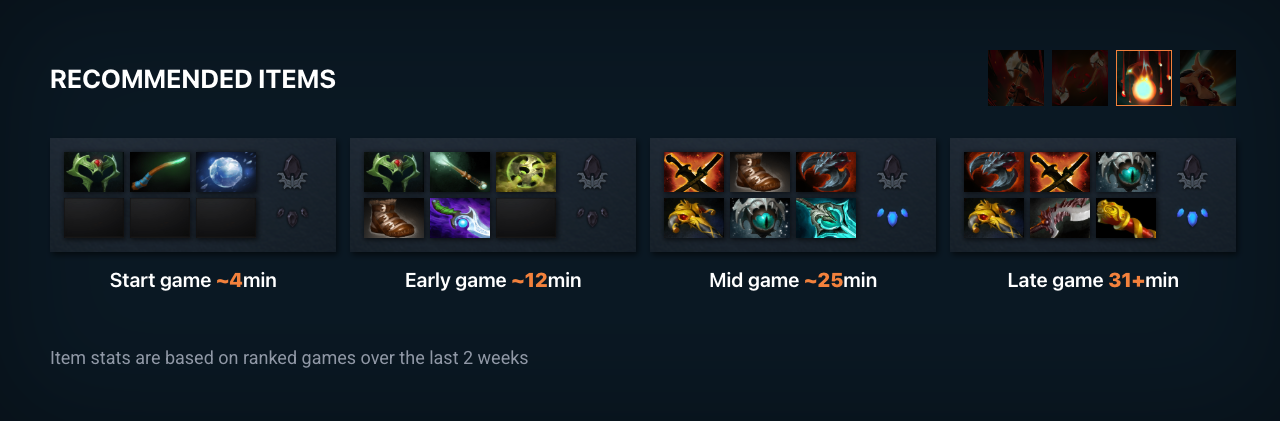 RECOMMENDED ITEMS
Start game ~4min
Early game ~12min
Mid game ~25min
Late game 31+min
Item stats are based on ranked games over the last 2 weeks